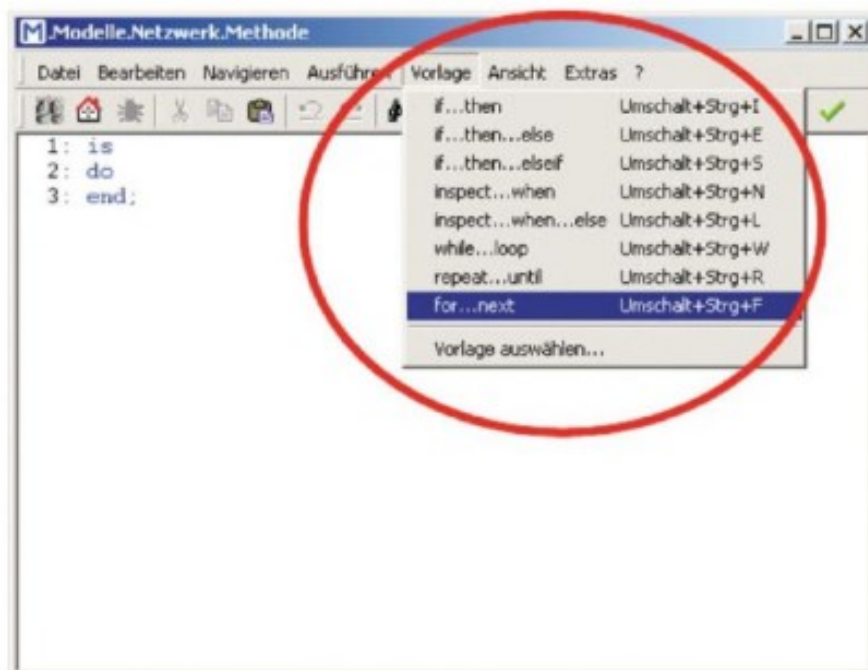 .Modelle.Netzwerk.Methode
Datei Bearbeiten Navigieren Ausführen Vorlage Ansicht Extras ?
if...then Umschalt+Strg+I
if...then...else Umschalt+Strg+E
if...then...elseif Umschalt+Strg+S
inspect...when Umschalt+Strg+N
inspect...when...else Umschalt+Strg+L
while...loop Umschalt+Strg+W
repeat...until Umschalt+Strg+R
for...next Umschalt+Strg+F
Vorlage auswählen...
1: is
2: do
3: end;